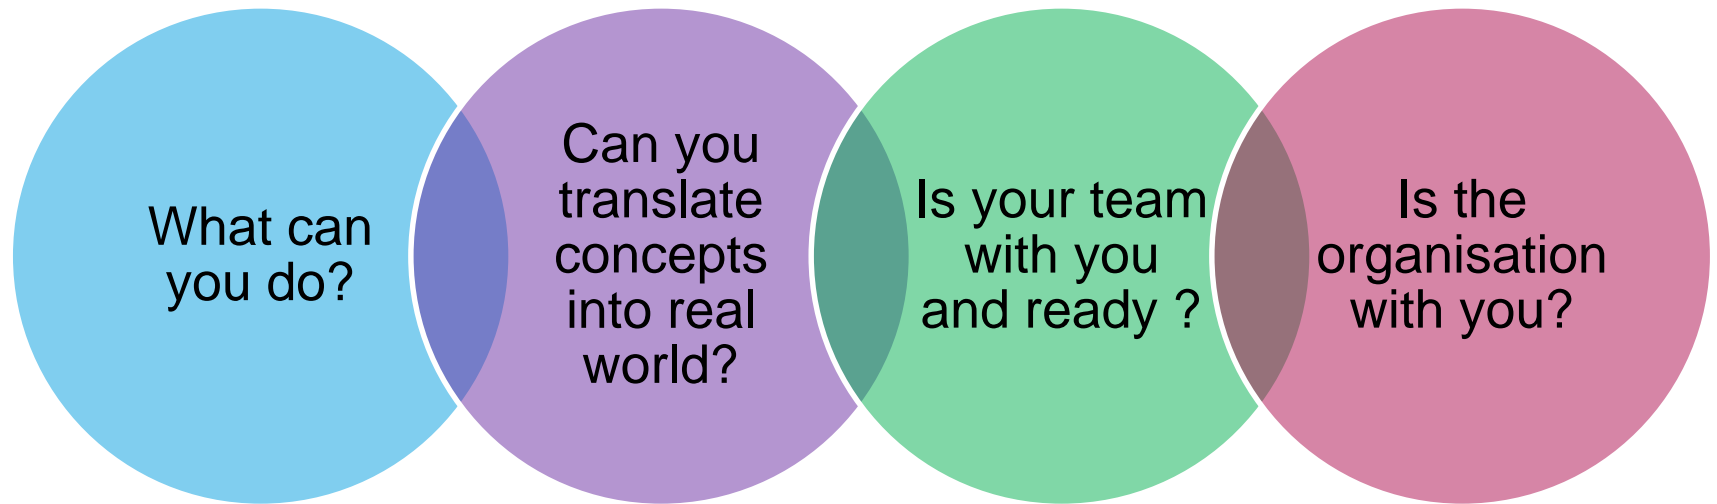 What can
you do?
Can you
translate
concepts
into real
world?
Is your team
with you
and ready ?
Is the
organisation
with you?